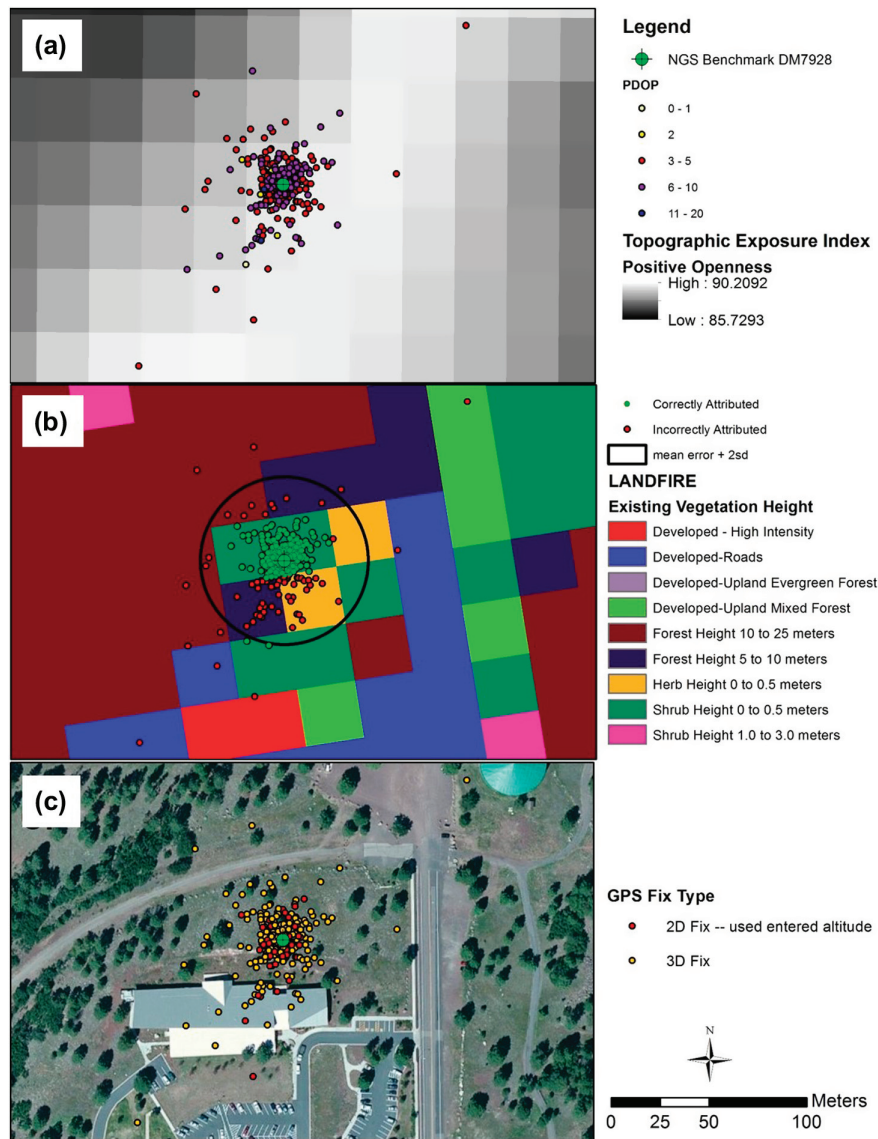 (a)
Legend
NGS Benchmark DM7928
PDOP
0 - 1
2
3 - 5
6 - 10
11 - 20
Topographic Exposure Index
Positive Openness
High : 90.2092
Low : 85.7293
(b)
Correctly Attributed
Incorrectly Attributed
mean error + 2sd
LANDFIRE
Existing Vegetation Height
Developed - High Intensity
Developed-Roads
Developed-Upland Evergreen Forest
Developed-Upland Mixed Forest
Forest Height 10 to 25 meters
Forest Height 5 to 10 meters
Herb Height 0 to 0.5 meters
Shrub Height 0 to 0.5 meters
Shrub Height 1.0 to 3.0 meters
(c)
GPS Fix Type
2D Fix -- used entered altitude
3D Fix
N
Meters
0 25 50 100